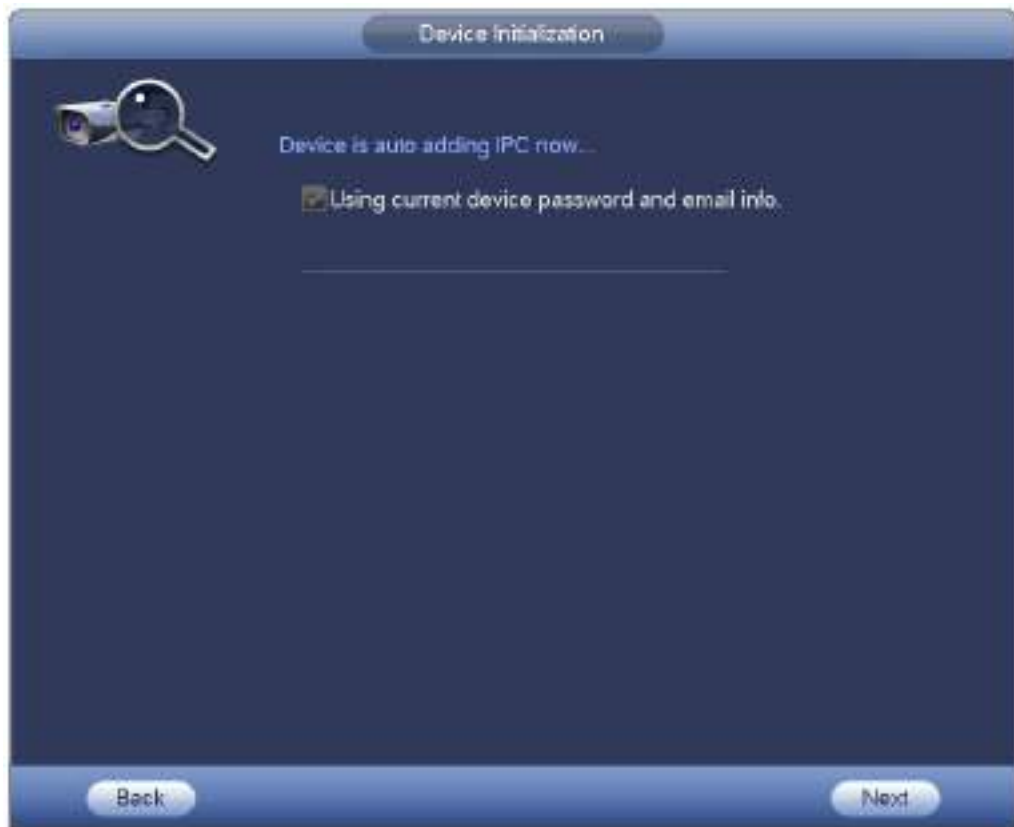 Device Initialization
Device is auto adding IPC now...
Using current device password and email info.
Back
Next